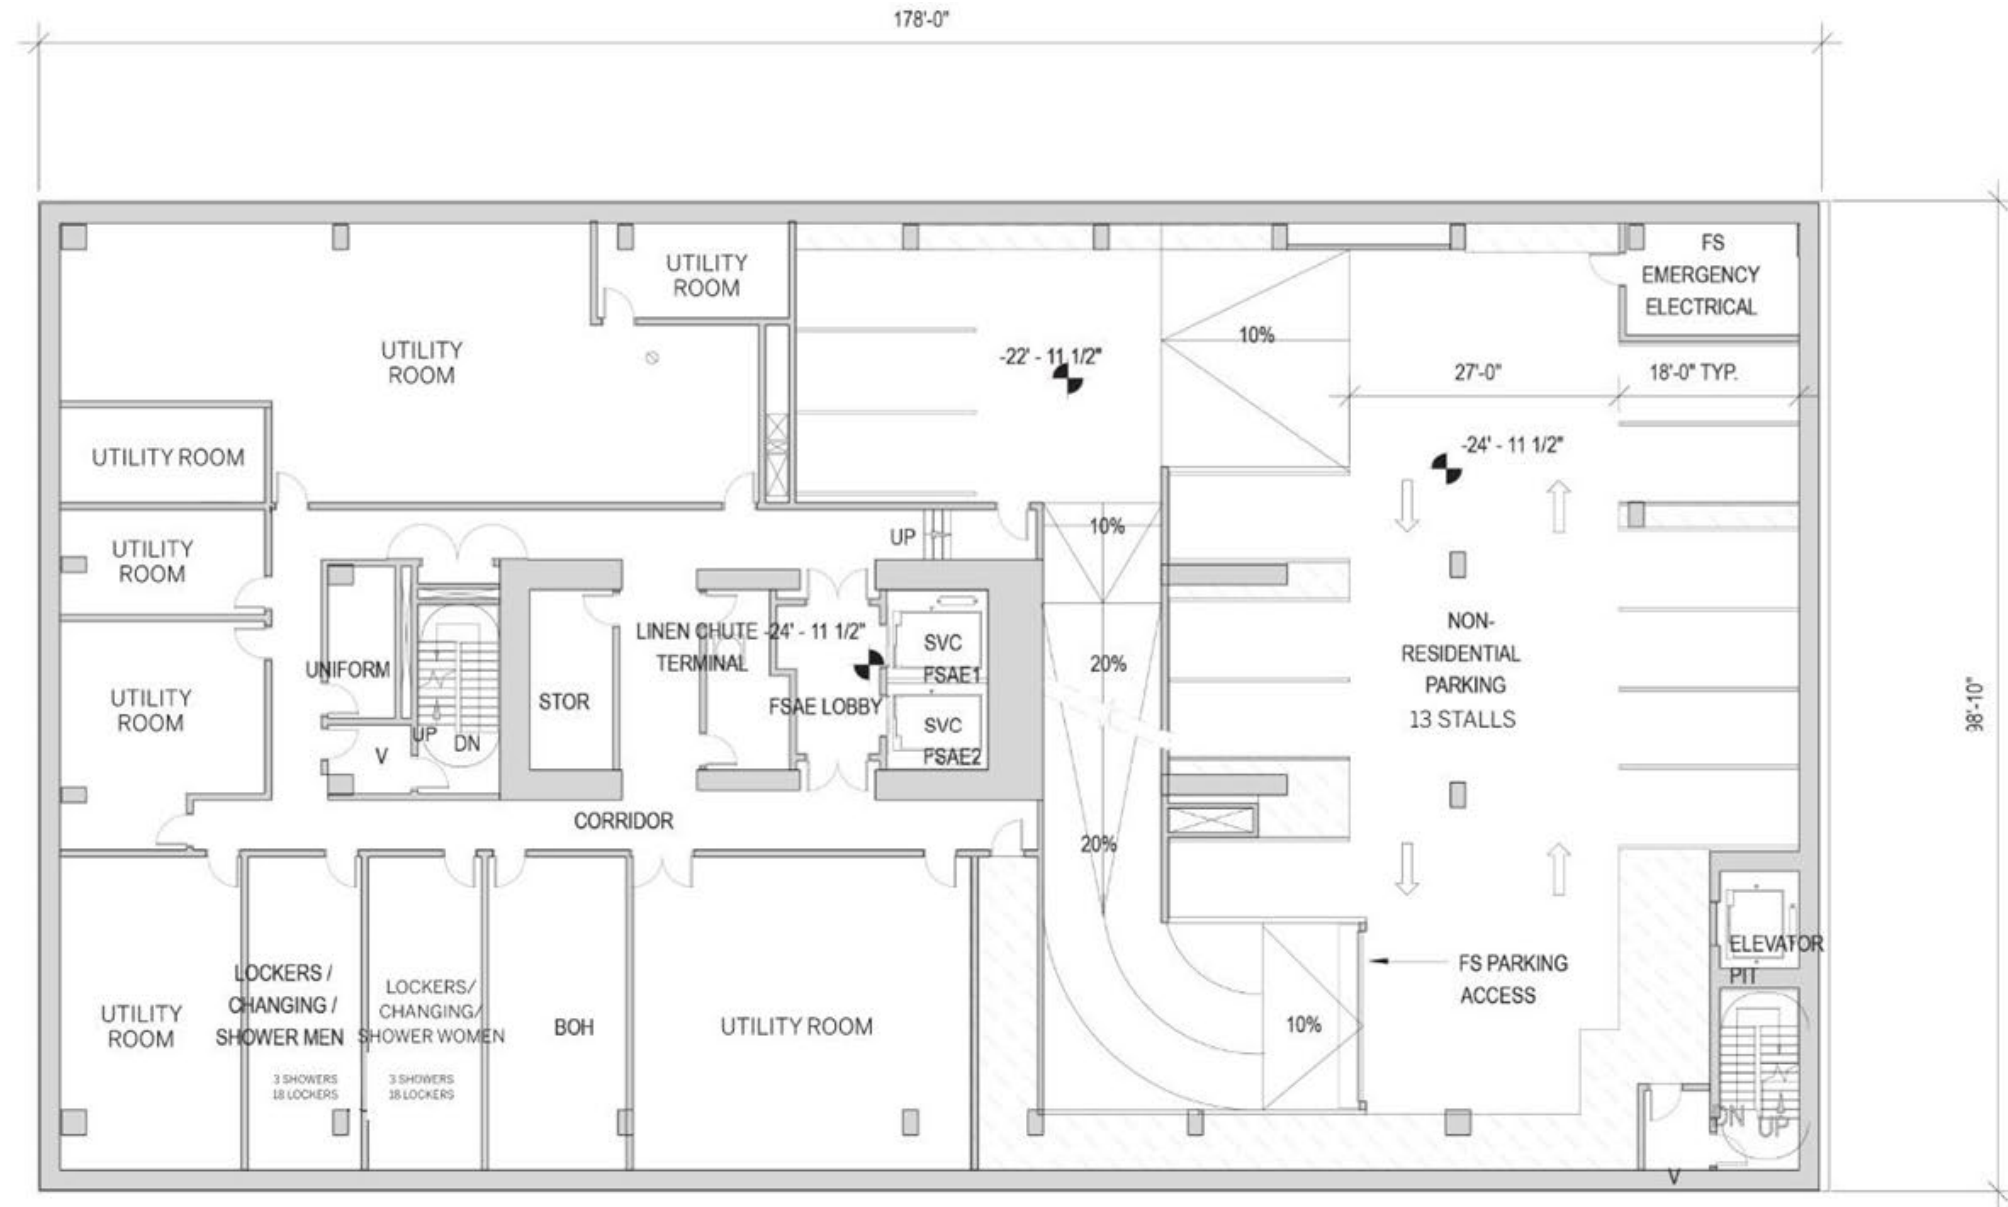 178'-0"
FS
EMERGENCY
ELECTRICAL
UTILITY
ROOM
UTILITY
ROOM
-22' - 11 1/2"
10%
27'-0"
18'-0" TYP.
UTILITY ROOM
-24' - 11 1/2"
UTILITY
ROOM
UP
10%
LINEN CHUTE
TERMINAL
-24' - 11 1/2"
SVC
FSAE1
20%
NON-
RESIDENTIAL
PARKING
13 STALLS
UNIFORM
UTILITY
ROOM
STOR
FSAE LOBBY
SVC
FSAE2
98'-10"
UP
DN
V
CORRIDOR
20%
ELEVATOR
PIT
FS PARKING
ACCESS
UTILITY
ROOM
LOCKERS /
CHANGING /
SHOWER MEN
3 SHOWERS
18 LOCKERS
LOCKERS/
CHANGING/
SHOWER WOMEN
3 SHOWERS
18 LOCKERS
BOH
UTILITY ROOM
10%
DN
UP
V